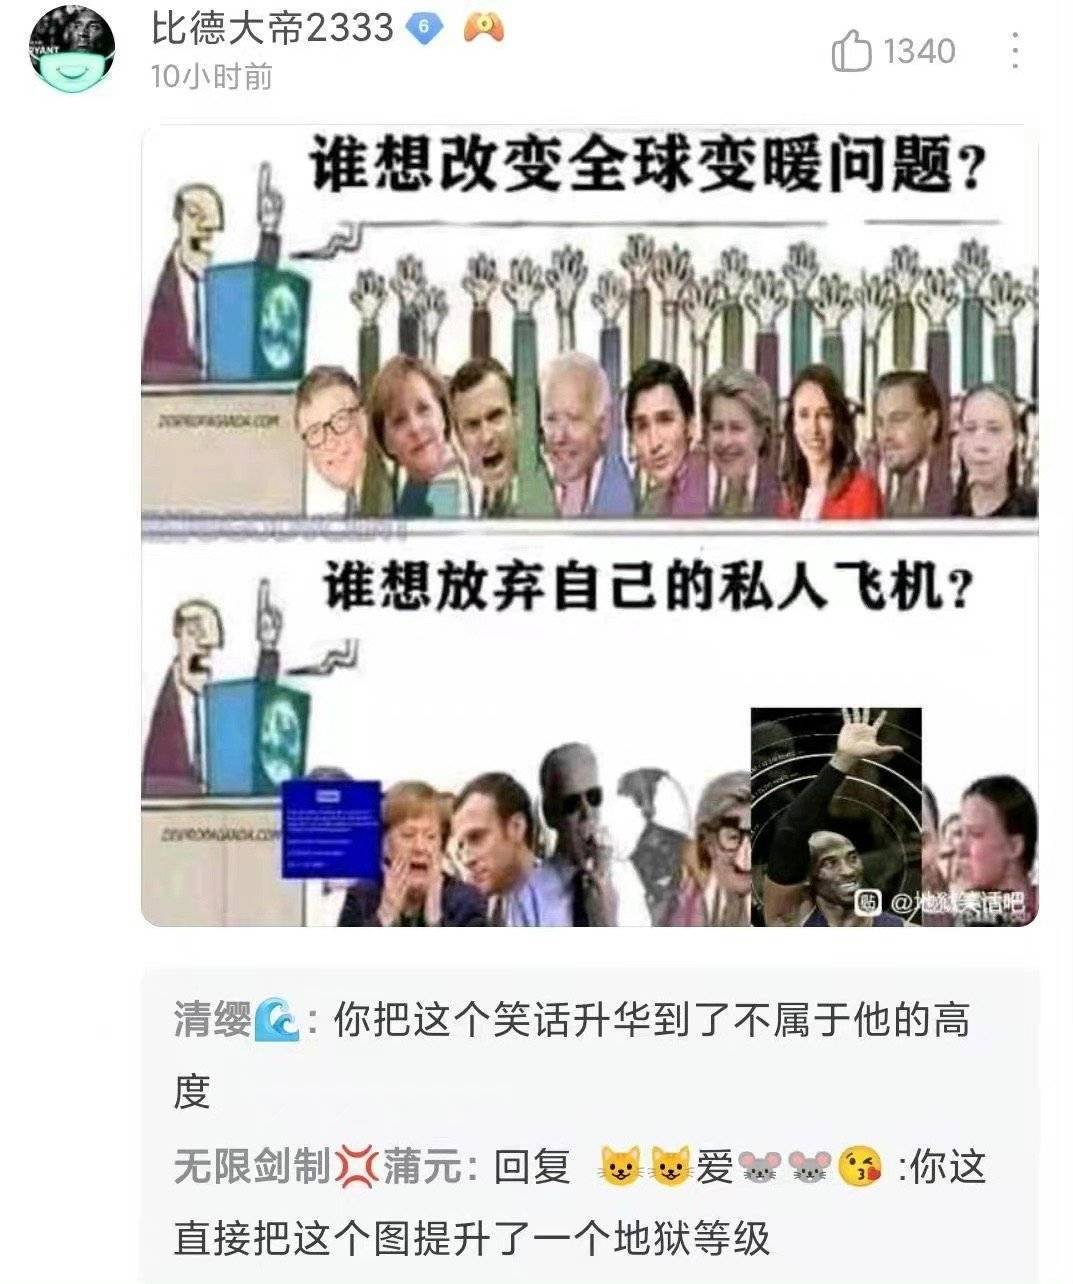 比德大帝2333 6
10小时前
1340
谁想改变全球变暖问题?
谁想放弃自己的私人飞机?
贴 @地狱笑话吧
清缨🌊: 你把这个笑话升华到了不属于他的高
度
无限剑制💢蒲元: 回复 😺😺爱🐭🐭😘 :你这
直接把这个图提升了一个地狱等级